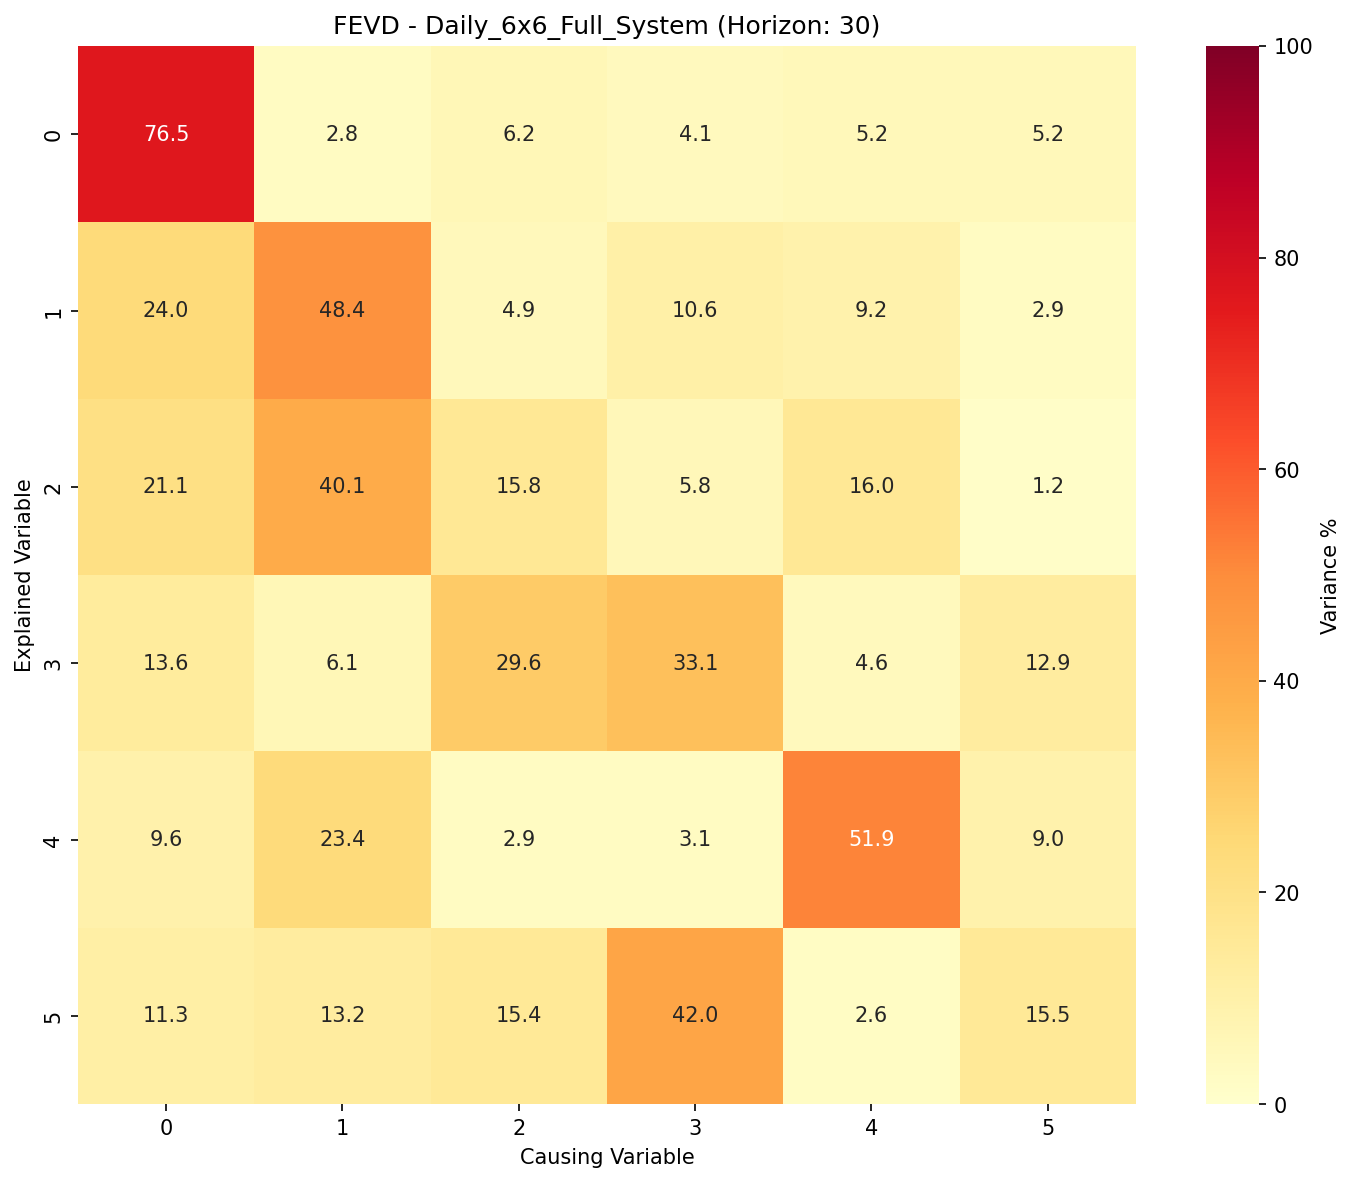 FEVD - Daily_6x6_Full_System (Horizon: 30)
Explained Variable
0 76.5 2.8 6.2 4.1 5.2 5.2
1 24.0 48.4 4.9 10.6 9.2 2.9
2 21.1 40.1 15.8 5.8 16.0 1.2
3 13.6 6.1 29.6 33.1 4.6 12.9
4 9.6 23.4 2.9 3.1 51.9 9.0
5 11.3 13.2 15.4 42.0 2.6 15.5
0 1 2 3 4 5
Causing Variable
100
80
60
40
20
0
Variance %